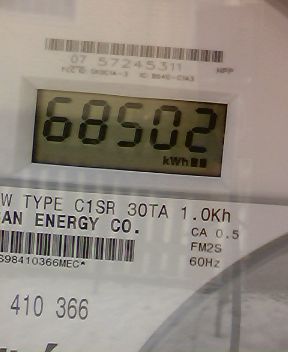 07 57245311
68502
kWh
W TYPE C1SR 30TA 1.0Kh
AN ENERGY CO.
CA 0.5
FM2S
S98410366MEC*
60Hz
410 366